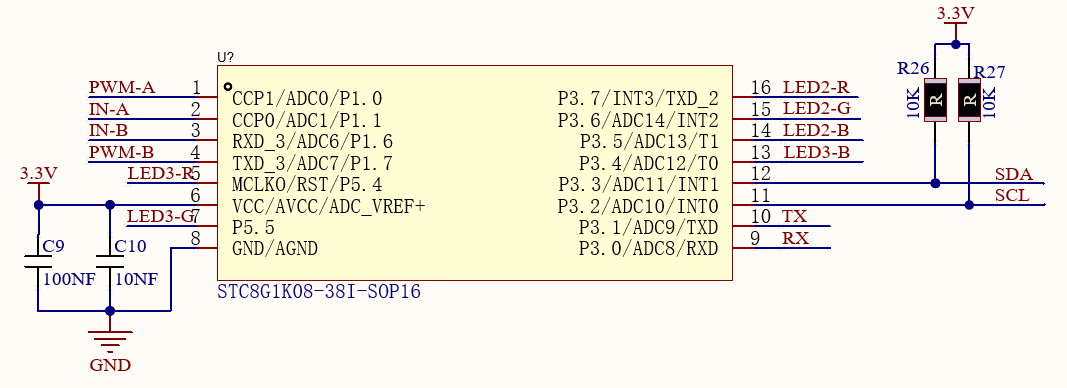 3.3V
U?
R26
R27
PWM-A
1
CCP1/ADC0/P1.0
P3.7/INT3/TXD_2
16
LED2-R
10K
R
R
10K
IN-A
2
CCP0/ADC1/P1.1
P3.6/ADC14/INT2
15
LED2-G
IN-B
3
RXD_3/ADC6/P1.6
P3.5/ADC13/T1
14
LED2-B
PWM-B
4
TXD_3/ADC7/P1.7
P3.4/ADC12/T0
13
LED3-B
3.3V
LED3-R
5
MCLKO/RST/P5.4
P3.3/ADC11/INT1
12
SDA
6
VCC/AVCC/ADC_VREF+
P3.2/ADC10/INT0
11
SCL
LED3-G
7
P5.5
P3.1/ADC9/TXD
10
TX
C9
C10
8
GND/AGND
P3.0/ADC8/RXD
9
RX
100NF
10NF
STC8G1K08-38I-SOP16
GND